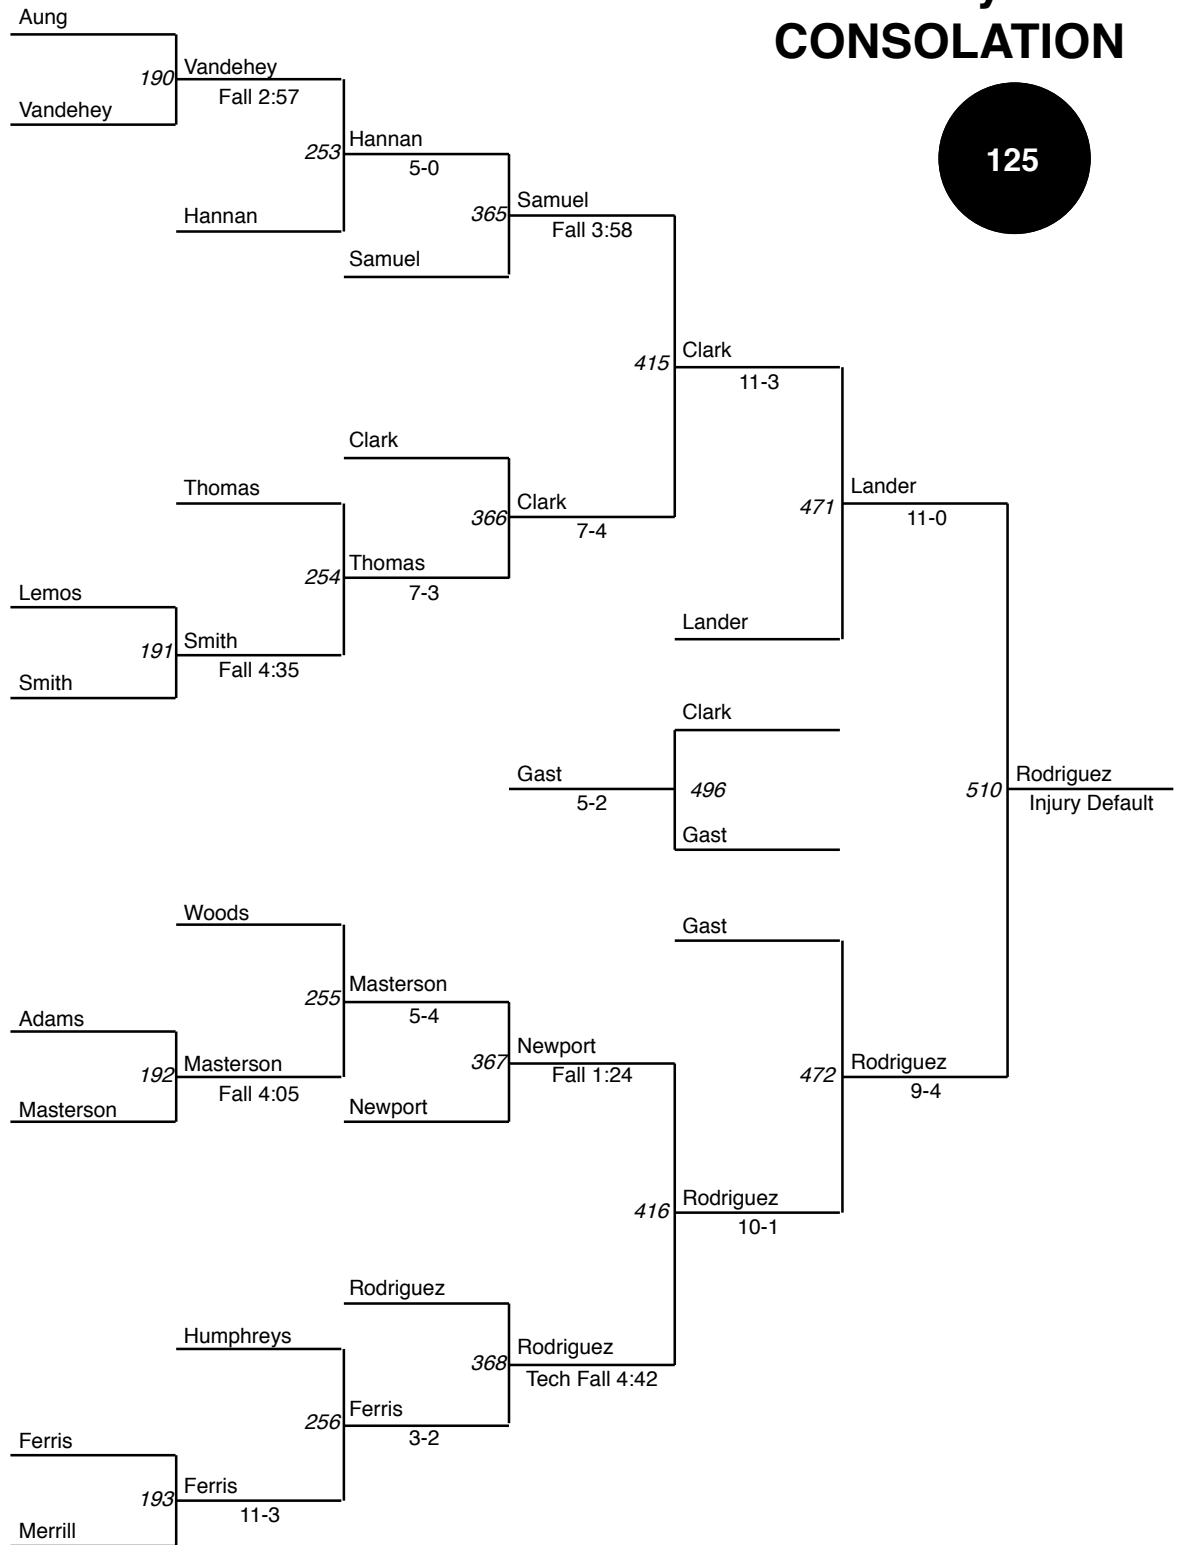 Aung
CONSOLATION
190 Vandehey
Fall 2:57
Vandehey
125
253 Hannan
5-0
Hannan
365 Samuel
Fall 3:58
Samuel
415 Clark
11-3
Clark
Thomas
366 Clark
7-4
471 Lander
11-0
254 Thomas
7-3
Lemos
191 Smith
Fall 4:35
Smith
Lander
Clark
Gast
5-2
496
510 Rodriguez
Injury Default
Gast
Woods
Gast
255 Masterson
5-4
Adams
192 Masterson
Fall 4:05
Masterson
367 Newport
Fall 1:24
Newport
472 Rodriguez
9-4
416 Rodriguez
10-1
Rodriguez
Humphreys
368 Rodriguez
Tech Fall 4:42
256 Ferris
3-2
Ferris
193 Ferris
11-3
Merrill